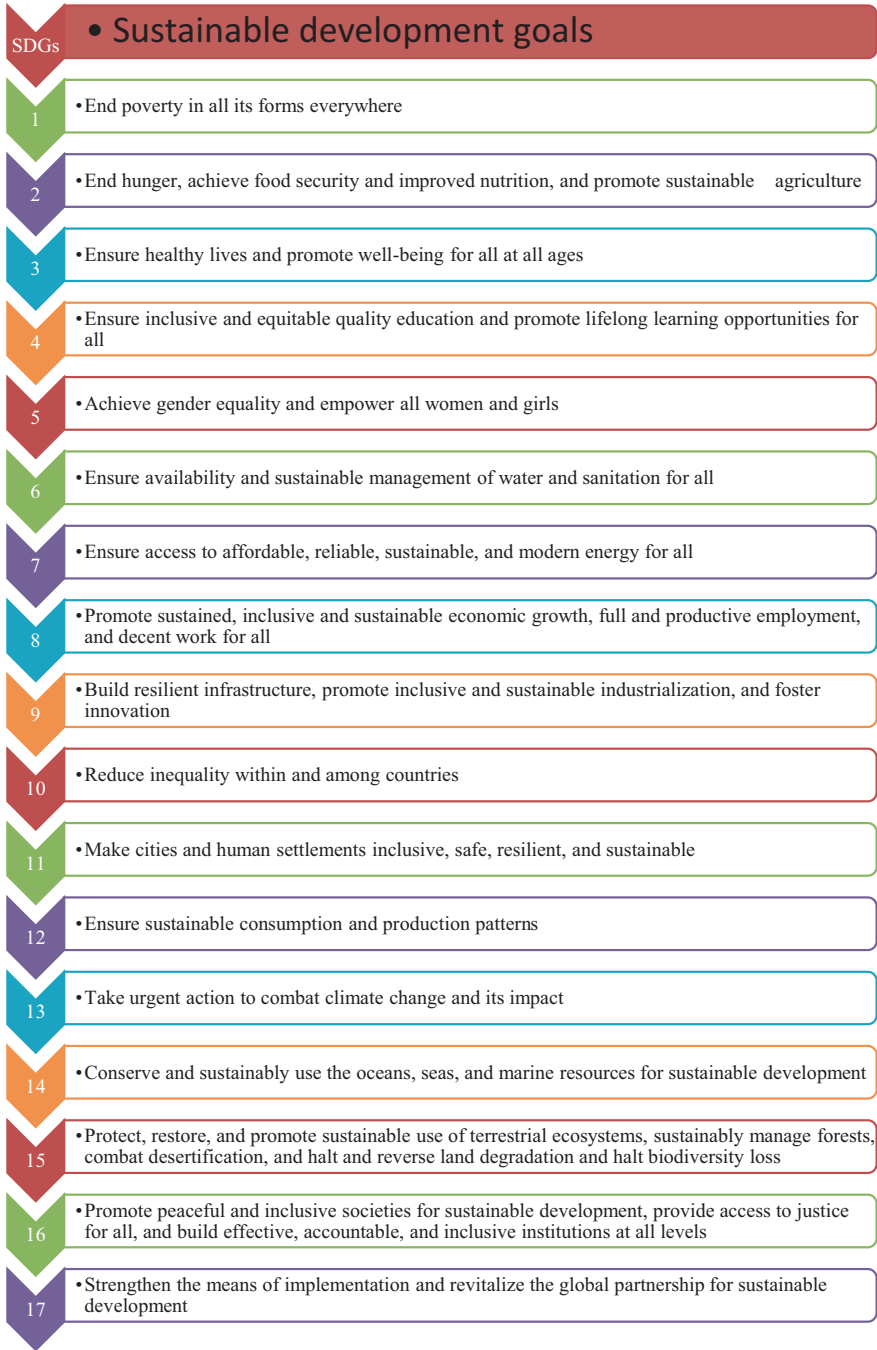 SDGs
• Sustainable development goals
1
•End poverty in all its forms everywhere
2
•End hunger, achieve food security and improved nutrition, and promote sustainable agriculture
3
•Ensure healthy lives and promote well-being for all at all ages
4
•Ensure inclusive and equitable quality education and promote lifelong learning opportunities for
all
5
•Achieve gender equality and empower all women and girls
6
•Ensure availability and sustainable management of water and sanitation for all
7
•Ensure access to affordable, reliable, sustainable, and modern energy for all
8
•Promote sustained, inclusive and sustainable economic growth, full and productive employment,
and decent work for all
9
•Build resilient infrastructure, promote inclusive and sustainable industrialization, and foster
innovation
10
•Reduce inequality within and among countries
11
•Make cities and human settlements inclusive, safe, resilient, and sustainable
12
•Ensure sustainable consumption and production patterns
13
•Take urgent action to combat climate change and its impact
14
•Conserve and sustainably use the oceans, seas, and marine resources for sustainable development
15
•Protect, restore, and promote sustainable use of terrestrial ecosystems, sustainably manage forests,
combat desertification, and halt and reverse land degradation and halt biodiversity loss
16
•Promote peaceful and inclusive societies for sustainable development, provide access to justice
for all, and build effective, accountable, and inclusive institutions at all levels
17
•Strengthen the means of implementation and revitalize the global partnership for sustainable
development